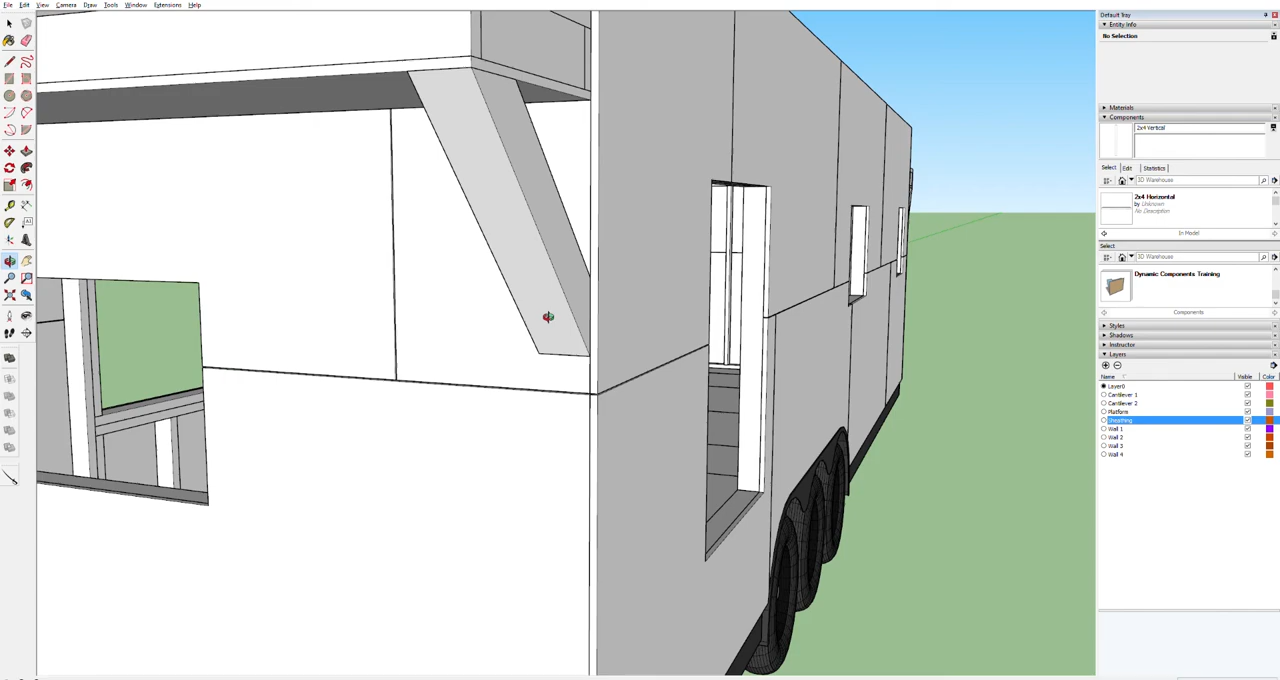 File Edit View Camera Draw Tools Window Extensions Help
Default Tray
Entity Info
No Selection
Materials
Components
2x4 Vertical
Select Edit Statistics
3D Warehouse
2x4 Horizontal
by Unknown
No Description
In Model
Select
3D Warehouse
Dynamic Components Training
Components
Styles
Shadows
Instructor
Layers
Name Visible Color
Layer0
Cantilever 1
Cantilever 2
Platform
Sheathing
Wall 1
Wall 2
Wall 3
Wall 4